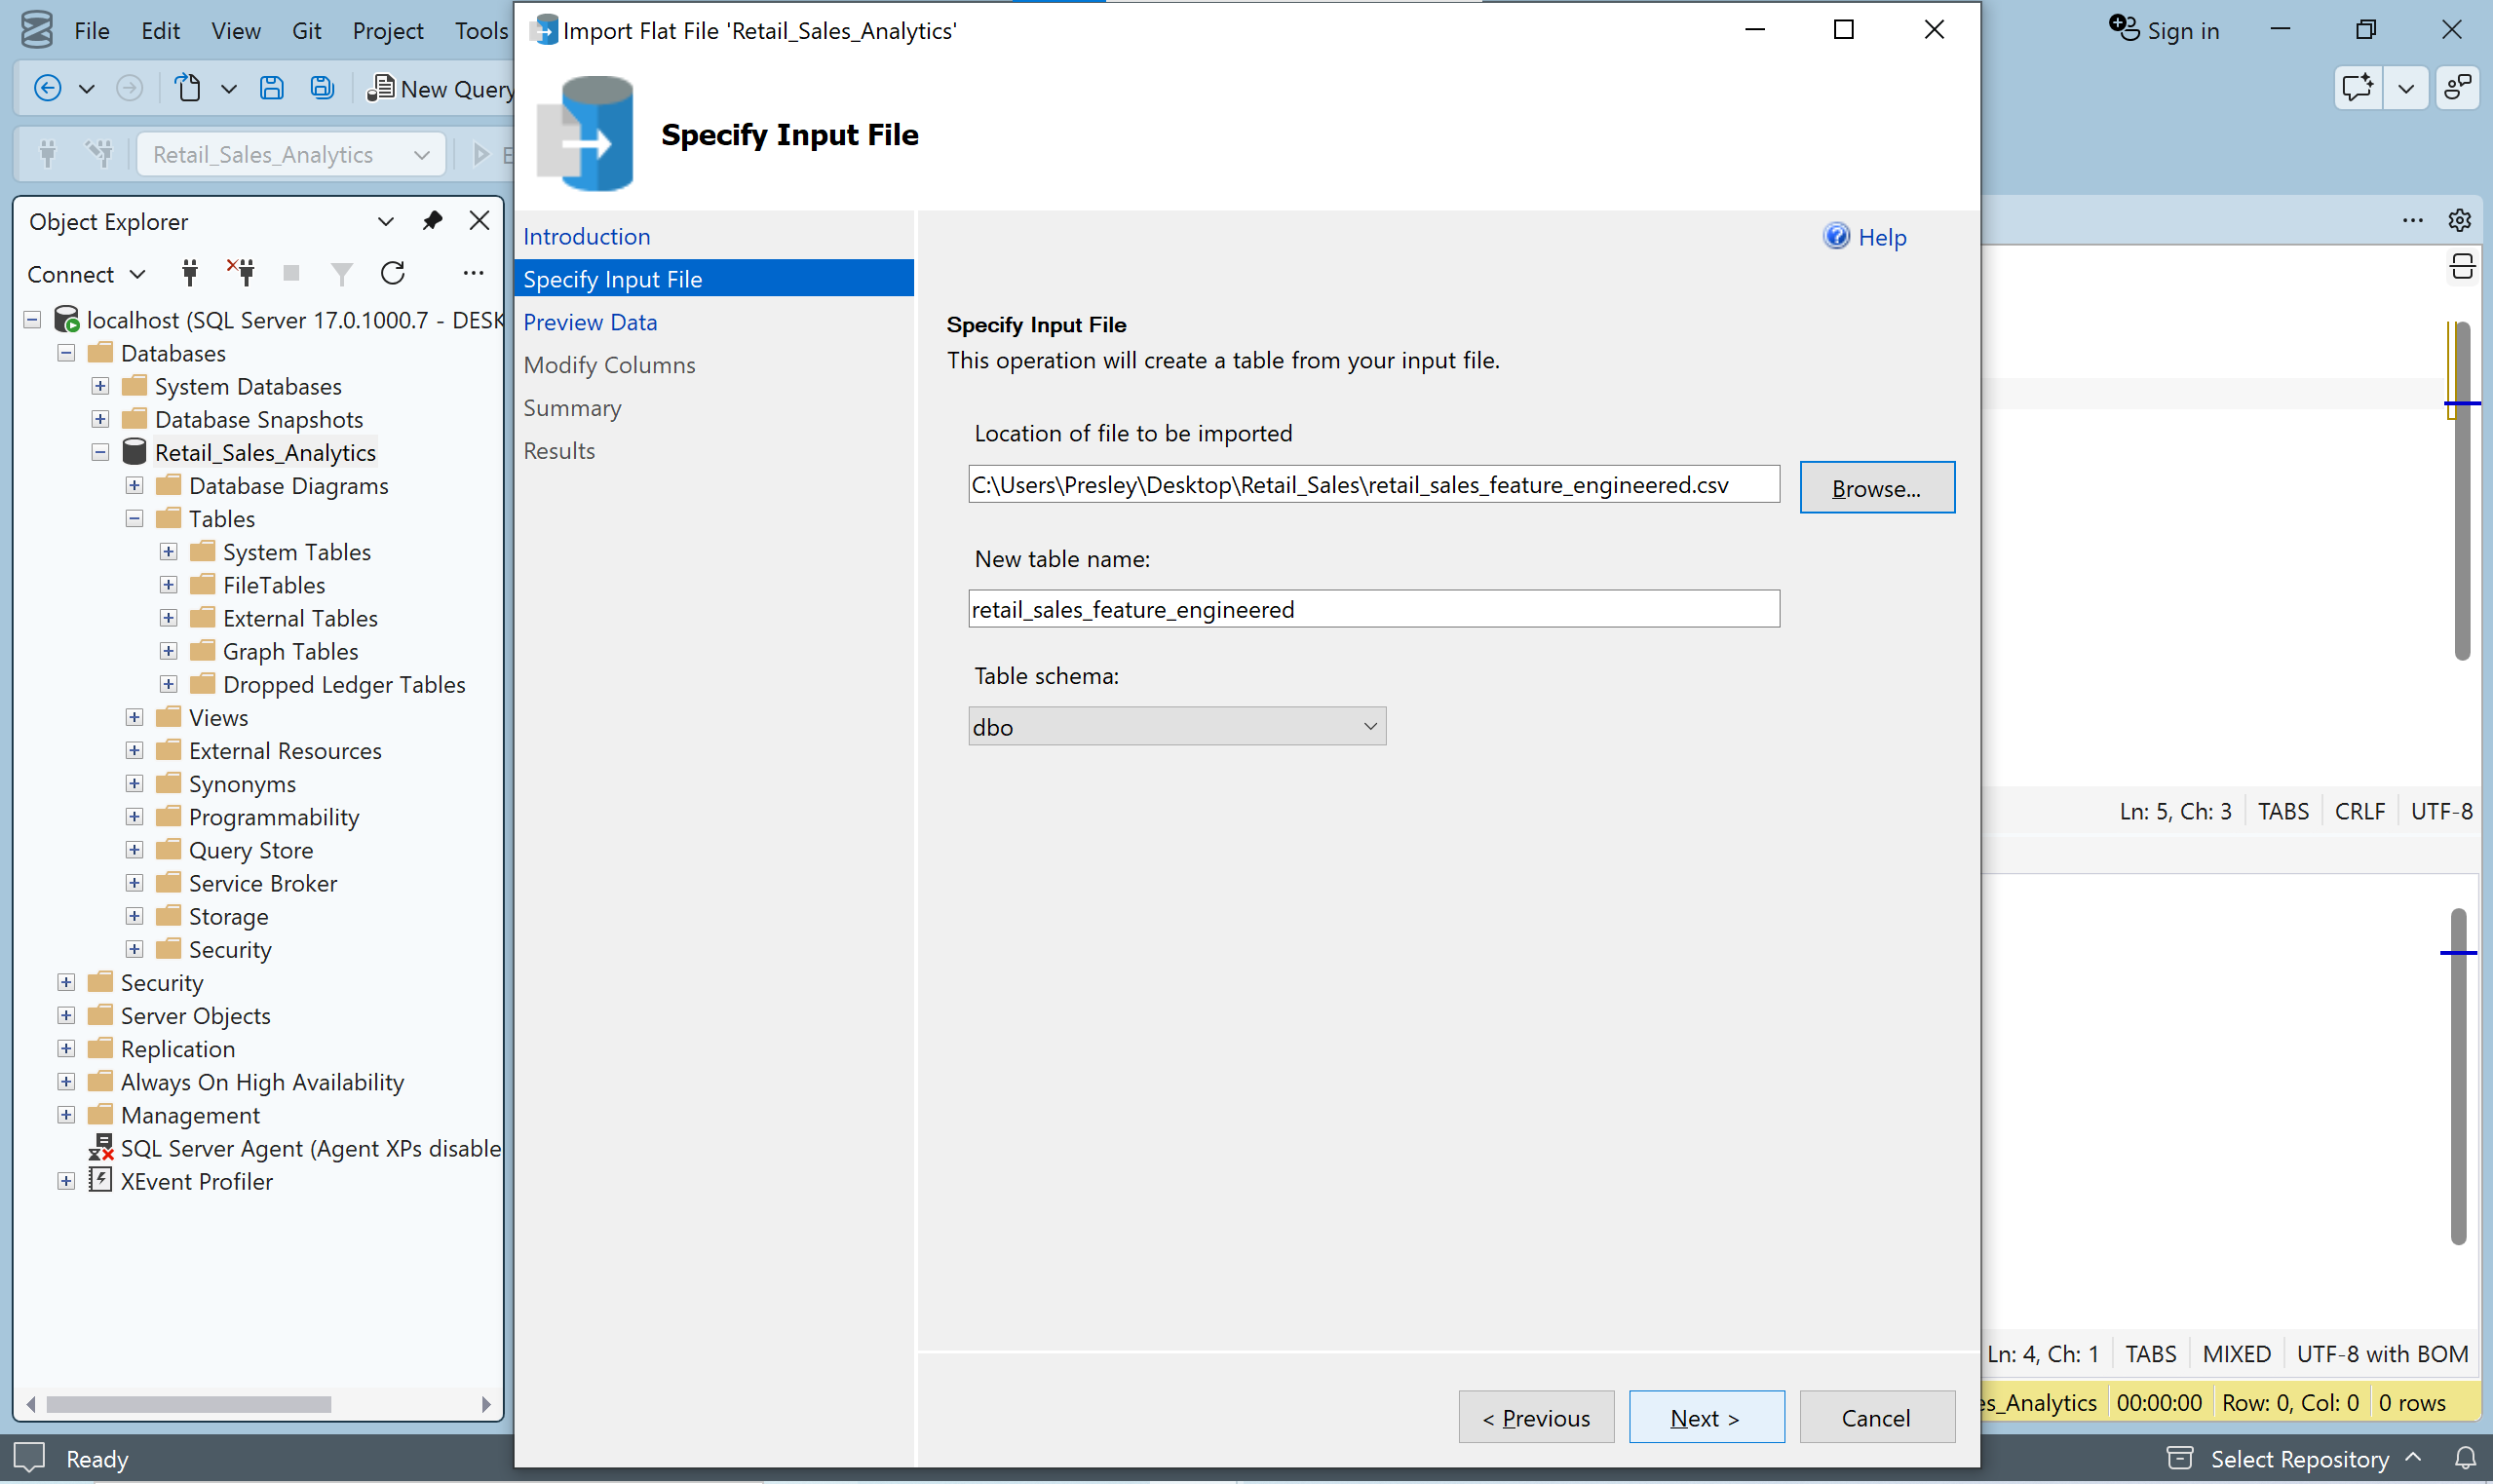 File Edit View Git Project Tools
Import Flat File 'Retail_Sales_Analytics'
Sign in
New Query
Retail_Sales_Analytics
Specify Input File
Object Explorer
Connect
localhost (SQL Server 17.0.1000.7 - DESK
Databases
System Databases
Database Snapshots
Retail_Sales_Analytics
Database Diagrams
Tables
System Tables
FileTables
External Tables
Graph Tables
Dropped Ledger Tables
Views
External Resources
Synonyms
Programmability
Query Store
Service Broker
Storage
Security
Security
Server Objects
Replication
Always On High Availability
Management
SQL Server Agent (Agent XPs disable
XEvent Profiler
Introduction
Specify Input File
Preview Data
Modify Columns
Summary
Results
Help
Specify Input File
This operation will create a table from your input file.
Location of file to be imported
C:\Users\Presley\Desktop\Retail_Sales\retail_sales_feature_engineered.csv
Browse...
New table name:
retail_sales_feature_engineered
Table schema:
dbo
< Previous Next > Cancel
Ln: 5, Ch: 3 TABS CRLF UTF-8
Ln: 4, Ch: 1 TABS MIXED UTF-8 with BOM
es_Analytics 00:00:00 Row: 0, Col: 0 0 rows
Ready
Select Repository